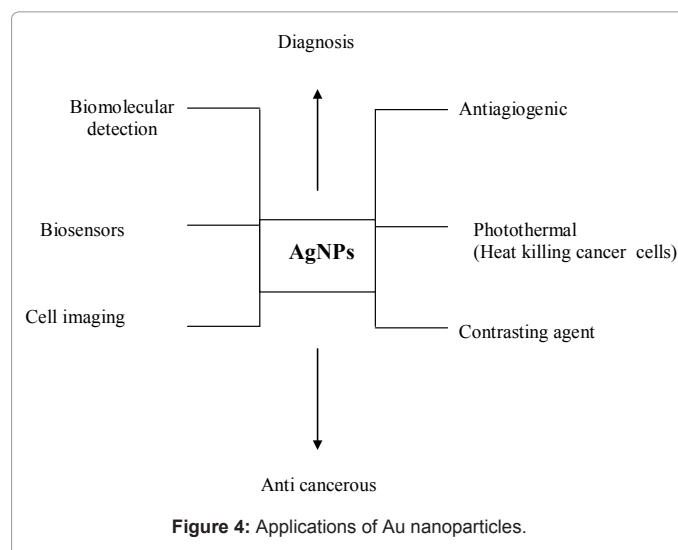 Diagnosis
Biomolecular
detection
Antiagiogenic
Biosensors
AgNPs
Photothermal
(Heat killing cancer cells)
Cell imaging
Contrasting agent
Anti cancerous
Figure 4: Applications of Au nanoparticles.